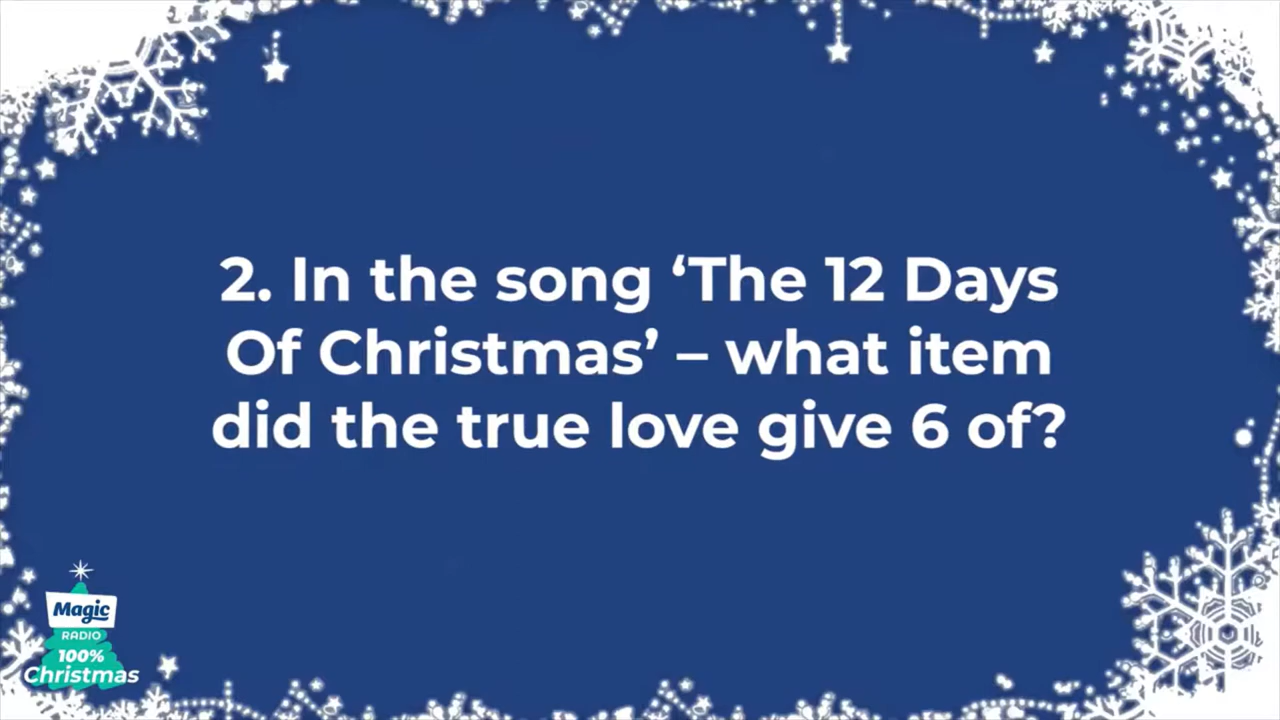 2. In the song ‘The 12 Days
Of Christmas’ – what item
did the true love give 6 of?
Magic
RADIO
100%
Christmas